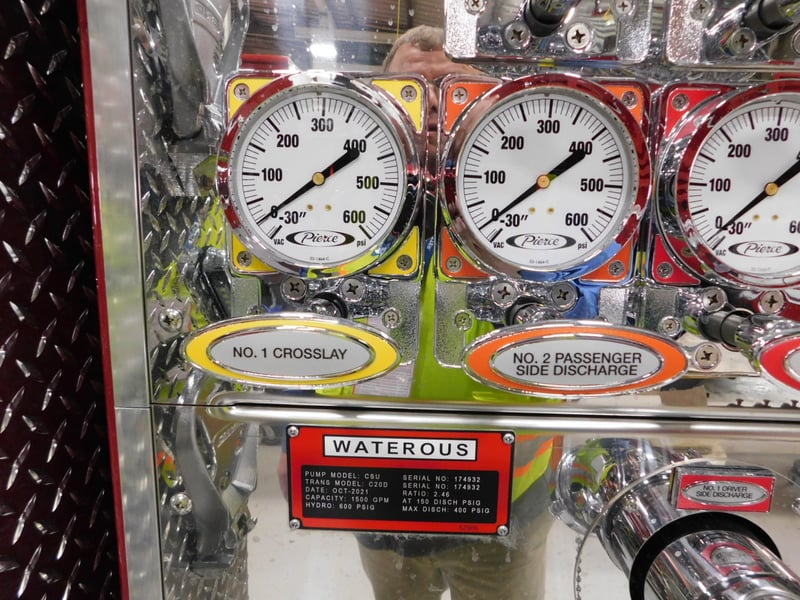 300
200 400
100 500
0 -30" 600
VAC Pierce psi
300
200 400
100 500
0 -30" 600
VAC Pierce psi
300
200
100
0 -30"
VAC Pierce
NO. 1 CROSSLAY
NO. 2 PASSENGER
SIDE DISCHARGE
WATEROUS
PUMP MODEL: CSU SERIAL NO: 174932
TRANS MODEL: C20D SERIAL NO: 174932
DATE: OCT-2021 RATIO: 2.46
CAPACITY: 1500 GPM AT 150 DISCH PSIG
HYDRO: 600 PSIG MAX DISCH: 400 PSIG
NO. 1 DRIVER
SIDE DISCHARGE